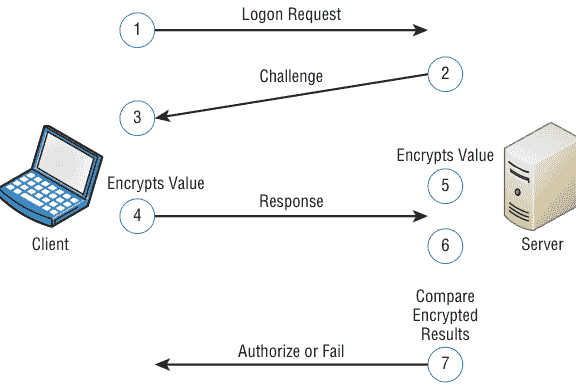 1
Logon Request
2
Challenge
3
Encrypts Value
5
Encrypts Value
4
Response
6
Client
Server
Compare
Encrypted
Results
7
Authorize or Fail